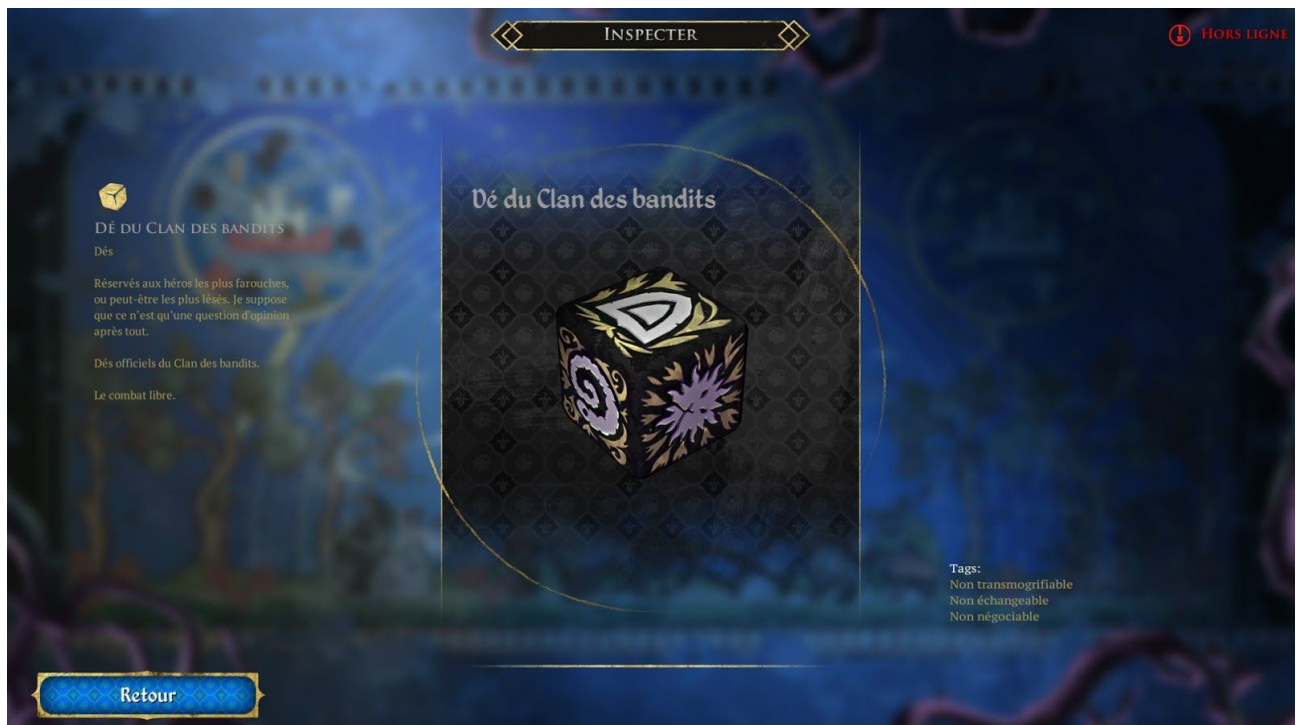 INSPECTER
HORS LIGNE
DÉ DU CLAN DES BANDITS
Dés
Réservés aux héros les plus farouches,
ou peut-être les plus lésés. Je suppose
que ce n'est qu'une question d'opinion
après tout.
Dés officiels du Clan des bandits.
Le combat libre.
Dé du Clan des bandits
Tags:
Non transmogrifiable
Non échangeable
Non négociable
Retour